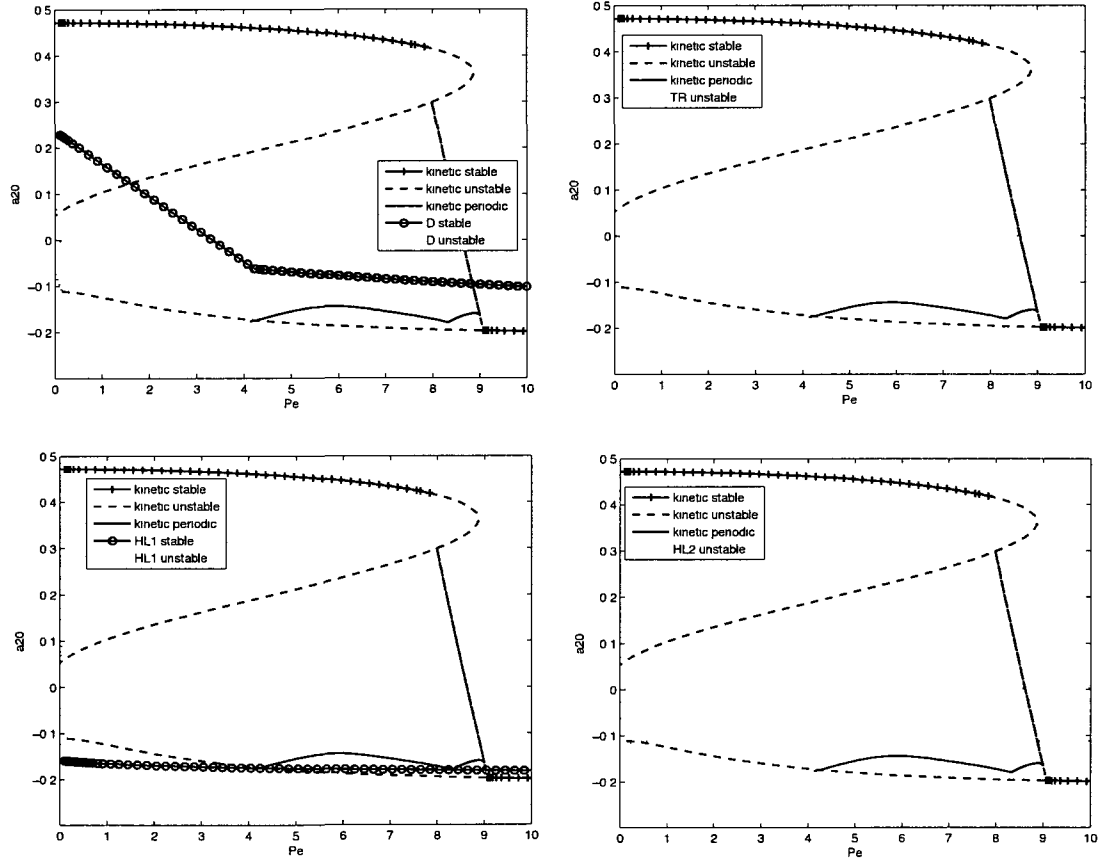 0 5
0 4
0 3
0 2
0 1
0
−0 1
−0 2
a20
kinetic stable
kinetic unstable
kinetic periodic
D stable
D unstable
0 1 2 3 4 5 6 7 8 9 10
Pe
0 5
0 4
0 3
0 2
0 1
0
−0 1
−0 2
a20
kinetic stable
kinetic unstable
kinetic periodic
TR unstable
0 1 2 3 4 5 6 7 8 9 10
Pe
0 5
0 4
0 3
0 2
0 1
0
−0 1
−0 2
a20
kinetic stable
kinetic unstable
kinetic periodic
HL1 stable
HL1 unstable
0 1 2 3 4 5 6 7 8 9 10
Pe
0 5
0 4
0 3
0 2
0 1
0
−0 1
−0 2
a20
kinetic stable
kinetic unstable
kinetic periodic
HL2 unstable
0 1 2 3 4 5 6 7 8 9 10
Pe